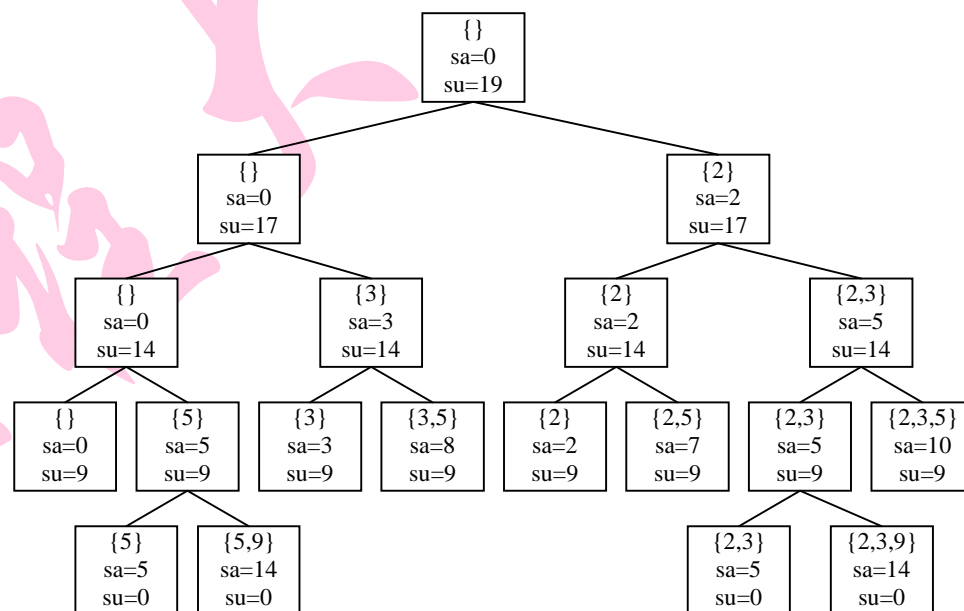 {}
sa=0
su=19
{}
sa=0
su=17
{2}
sa=2
su=17
{}
sa=0
su=14
{3}
sa=3
su=14
{2}
sa=2
su=14
{2,3}
sa=5
su=14
{}
sa=0
su=9
{5}
sa=5
su=9
{3}
sa=3
su=9
{3,5}
sa=8
su=9
{2}
sa=2
su=9
{2,5}
sa=7
su=9
{2,3}
sa=5
su=9
{2,3,5}
sa=10
su=9
{5}
sa=5
su=0
{5,9}
sa=14
su=0
{2,3}
sa=5
su=0
{2,3,9}
sa=14
su=0